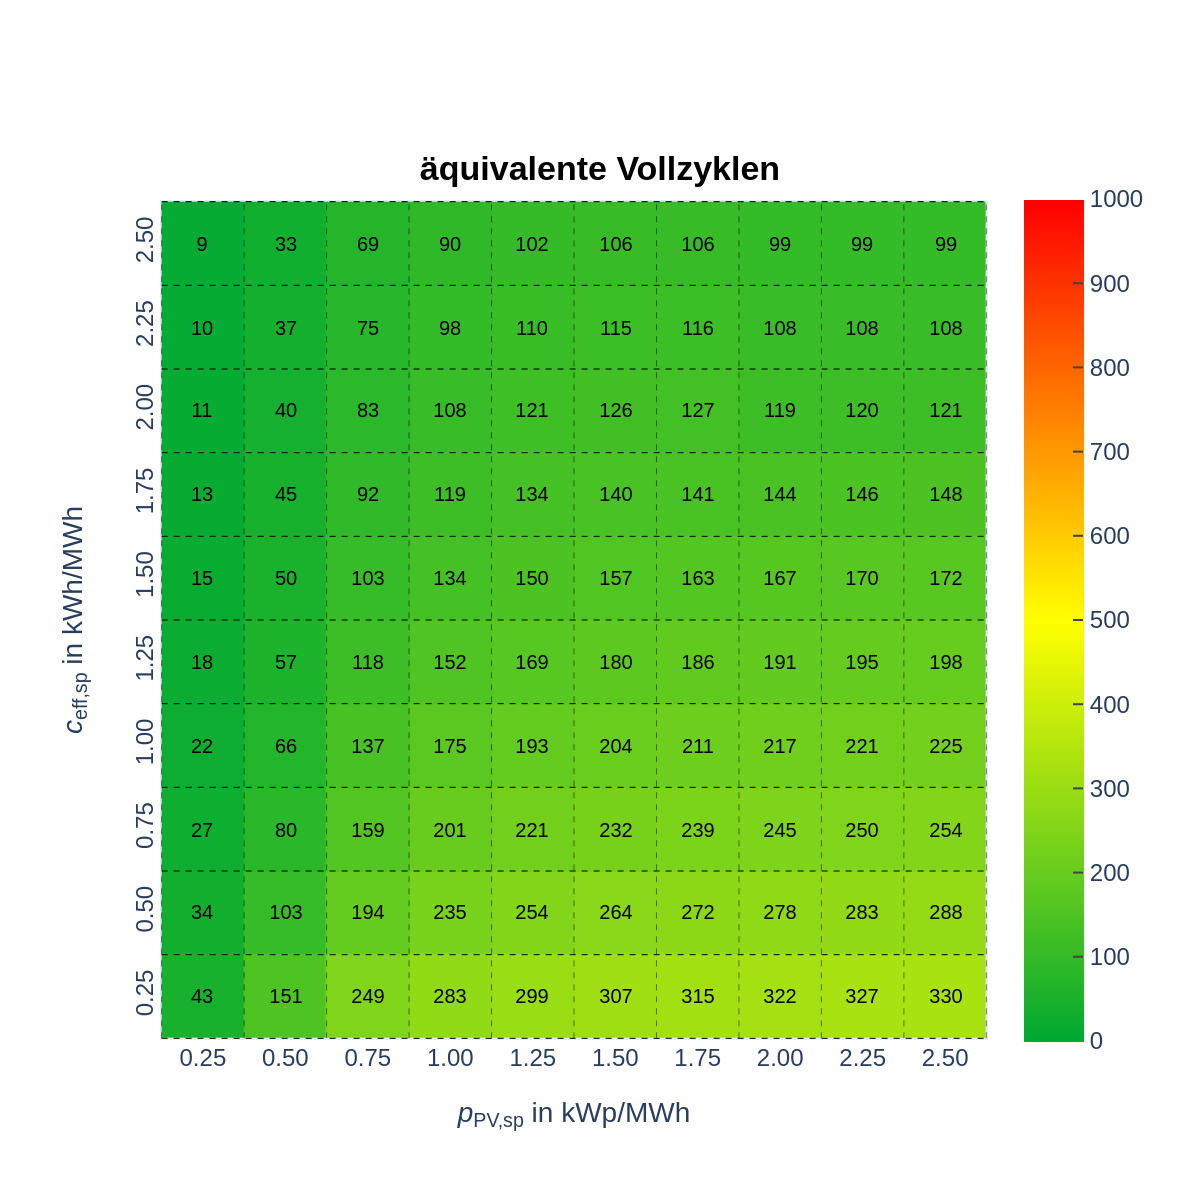 äquivalente Vollzyklen
2.50 9 33 69 90 102 106 106 99 99 99
2.25 10 37 75 98 110 115 116 108 108 108
2.00 11 40 83 108 121 126 127 119 120 121
1.75 13 45 92 119 134 140 141 144 146 148
1.50 15 50 103 134 150 157 163 167 170 172
1.25 18 57 118 152 169 180 186 191 195 198
1.00 22 66 137 175 193 204 211 217 221 225
0.75 27 80 159 201 221 232 239 245 250 254
0.50 34 103 194 235 254 264 272 278 283 288
0.25 43 151 249 283 299 307 315 322 327 330
0.25 0.50 0.75 1.00 1.25 1.50 1.75 2.00 2.25 2.50
pPV,sp in kWp/MWh
ceff,sp in kWh/MWh
1000
900
800
700
600
500
400
300
200
100
0